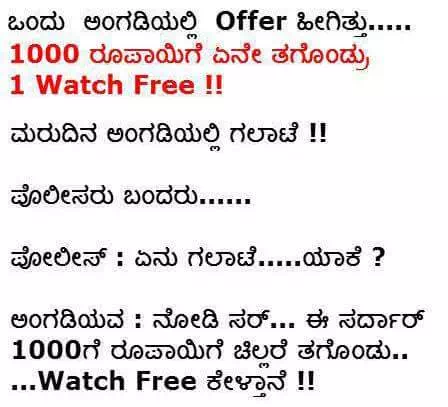 ಒಂದು ಅಂಗಡಿಯಲ್ಲಿ Offer ಹೀಗಿತ್ತು.....
1000 ರೂಪಾಯಿಗೆ ಏನೇ ತಗೊಂಡ್ರು
1 Watch Free !!
ಮರುದಿನ ಅಂಗಡಿಯಲ್ಲಿ ಗಲಾಟೆ !!
ಪೊಲೀಸರು ಬಂದರು......
ಪೋಲೀಸ್ : ಏನು ಗಲಾಟೆ.....ಯಾಕೆ ?
ಅಂಗಡಿಯವ : ನೋಡಿ ಸರ್... ಈ ಸರ್ದಾರ್
1000ಗೆ ರೂಪಾಯಿಗೆ ಚಿಲ್ಲರೆ ತಗೊಂಡು..
...Watch Free ಕೇಳ್ತಾನೆ !!